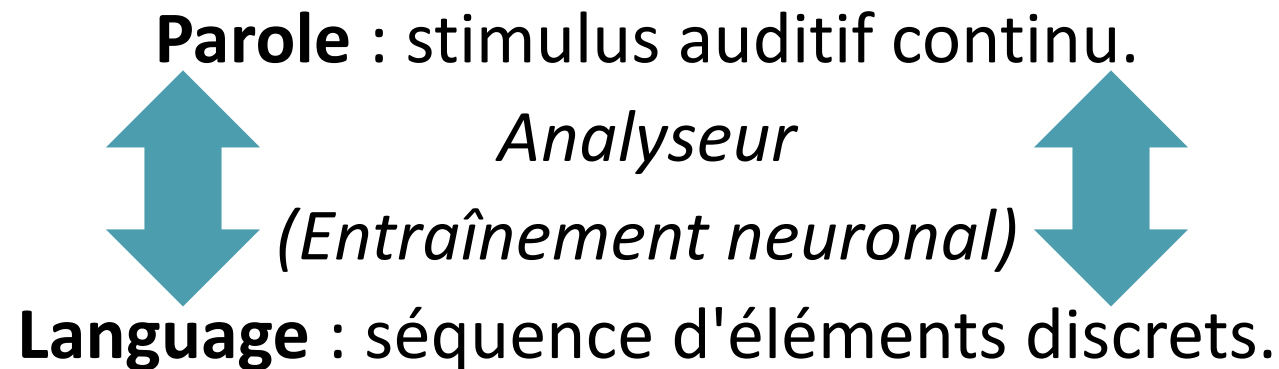 Parole : stimulus auditif continu.
Analyseur
(Entraînement neuronal)
Language : séquence d'éléments discrets.